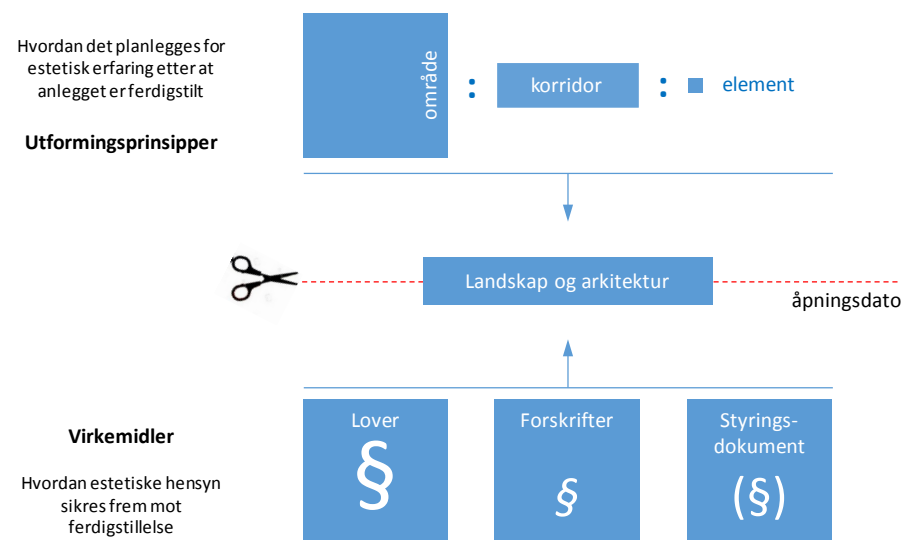 Hvordan det planlegges for
estetisk erfaring etter at
anlegget er ferdigstilt
Utformingsprinsipper
område
:
korridor
:
element
Landskap og arkitektur
åpningsdato
Virkemidler
Hvordan estetiske hensyn
sikres frem mot
ferdigstillelse
Lover
§
Forskrifter
§
Styrings-
dokument
(§)